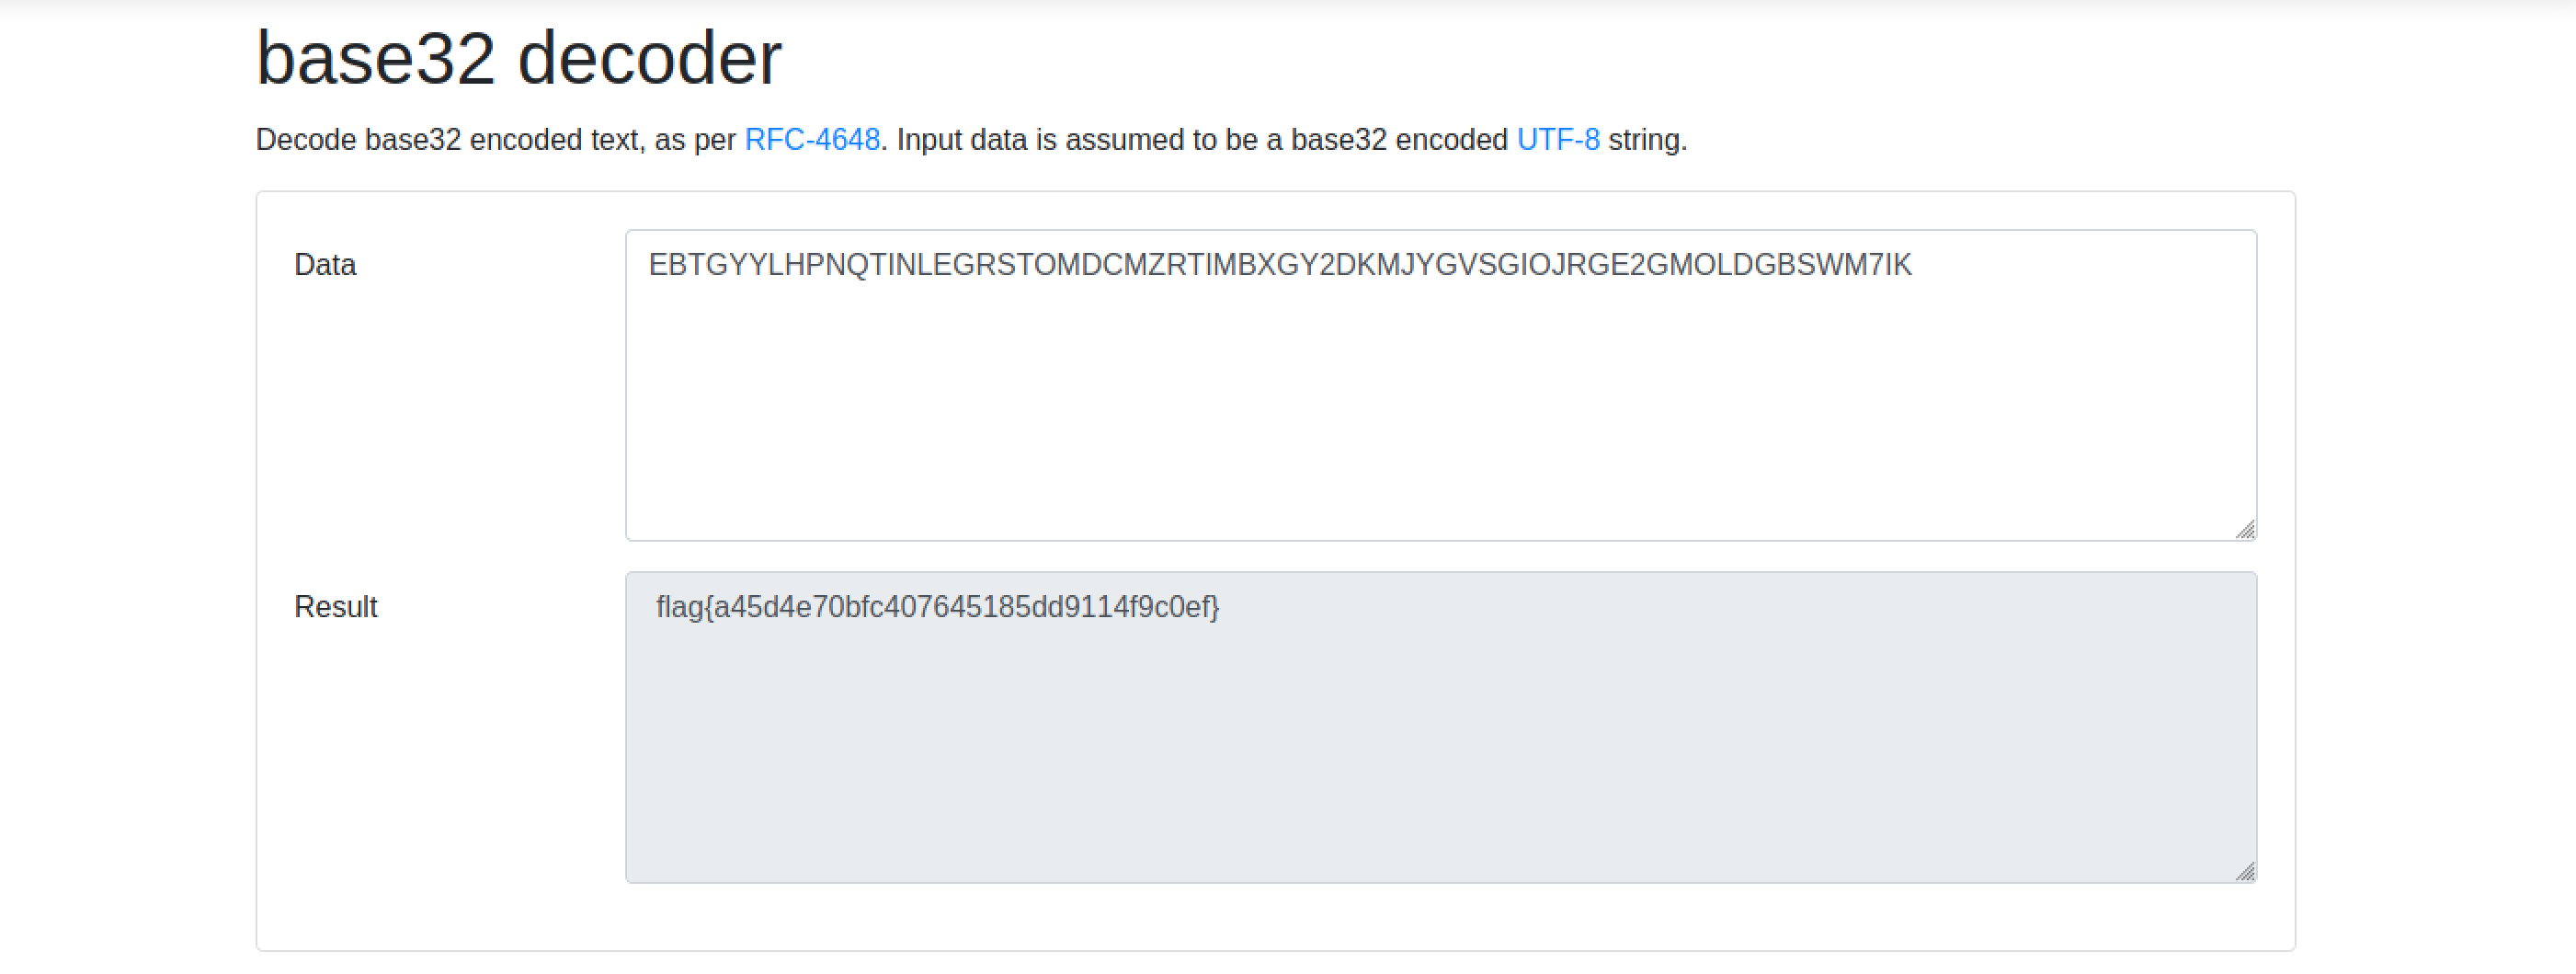 base32 decoder
Decode base32 encoded text, as per RFC-4648. Input data is assumed to be a base32 encoded UTF-8 string.
Data
EBTGYYLHPNQTINLEGRSTOMDCMZRTIMBXGY2DKMJYGVSGIOJRGE2GMOLDGBSWM7IK
Result
flag{a45d4e70bfc407645185dd9114f9c0ef}